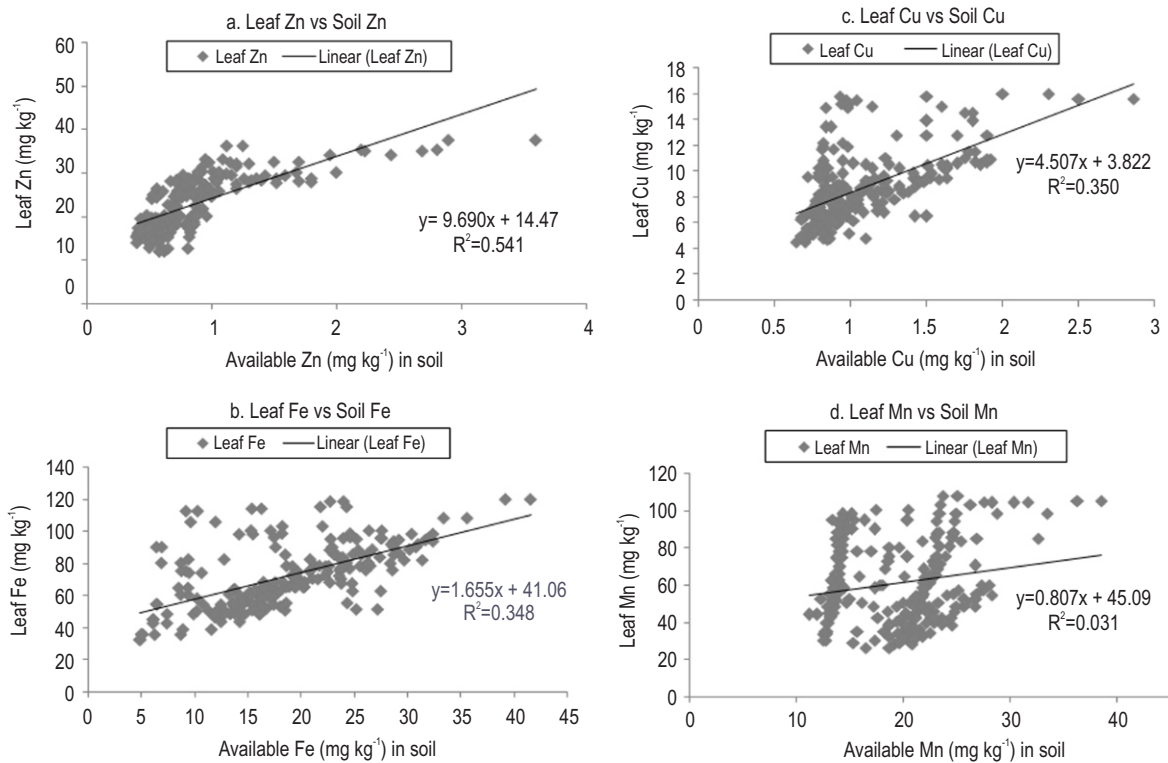 a. Leaf Zn vs Soil Zn
Leaf Zn Linear (Leaf Zn)
60
50
40
30
20
10
0
Leaf Zn (mg kg⁻¹)
y= 9.690x + 14.47
R²=0.541
0 1 2 3 4
Available Zn (mg kg⁻¹) in soil
c. Leaf Cu vs Soil Cu
Leaf Cu Linear (Leaf Cu)
18
16
14
12
10
8
6
4
2
0
Leaf Cu (mg kg⁻¹)
y=4.507x + 3.822
R²=0.350
0 0.5 1 1.5 2 2.5 3
Available Cu (mg kg⁻¹) in soil
b. Leaf Fe vs Soil Fe
Leaf Fe Linear (Leaf Fe)
140
120
100
80
60
40
20
0
Leaf Fe (mg kg⁻¹)
y=1.655x + 41.06
R²=0.348
0 5 10 15 20 25 30 35 40 45
Available Fe (mg kg⁻¹) in soil
d. Leaf Mn vs Soil Mn
Leaf Mn Linear (Leaf Mn)
120
100
80
60
40
20
0
Leaf Mn (mg kg⁻¹)
y=0.807x + 45.09
R²=0.031
0 10 20 30 40
Available Mn (mg kg⁻¹) in soil